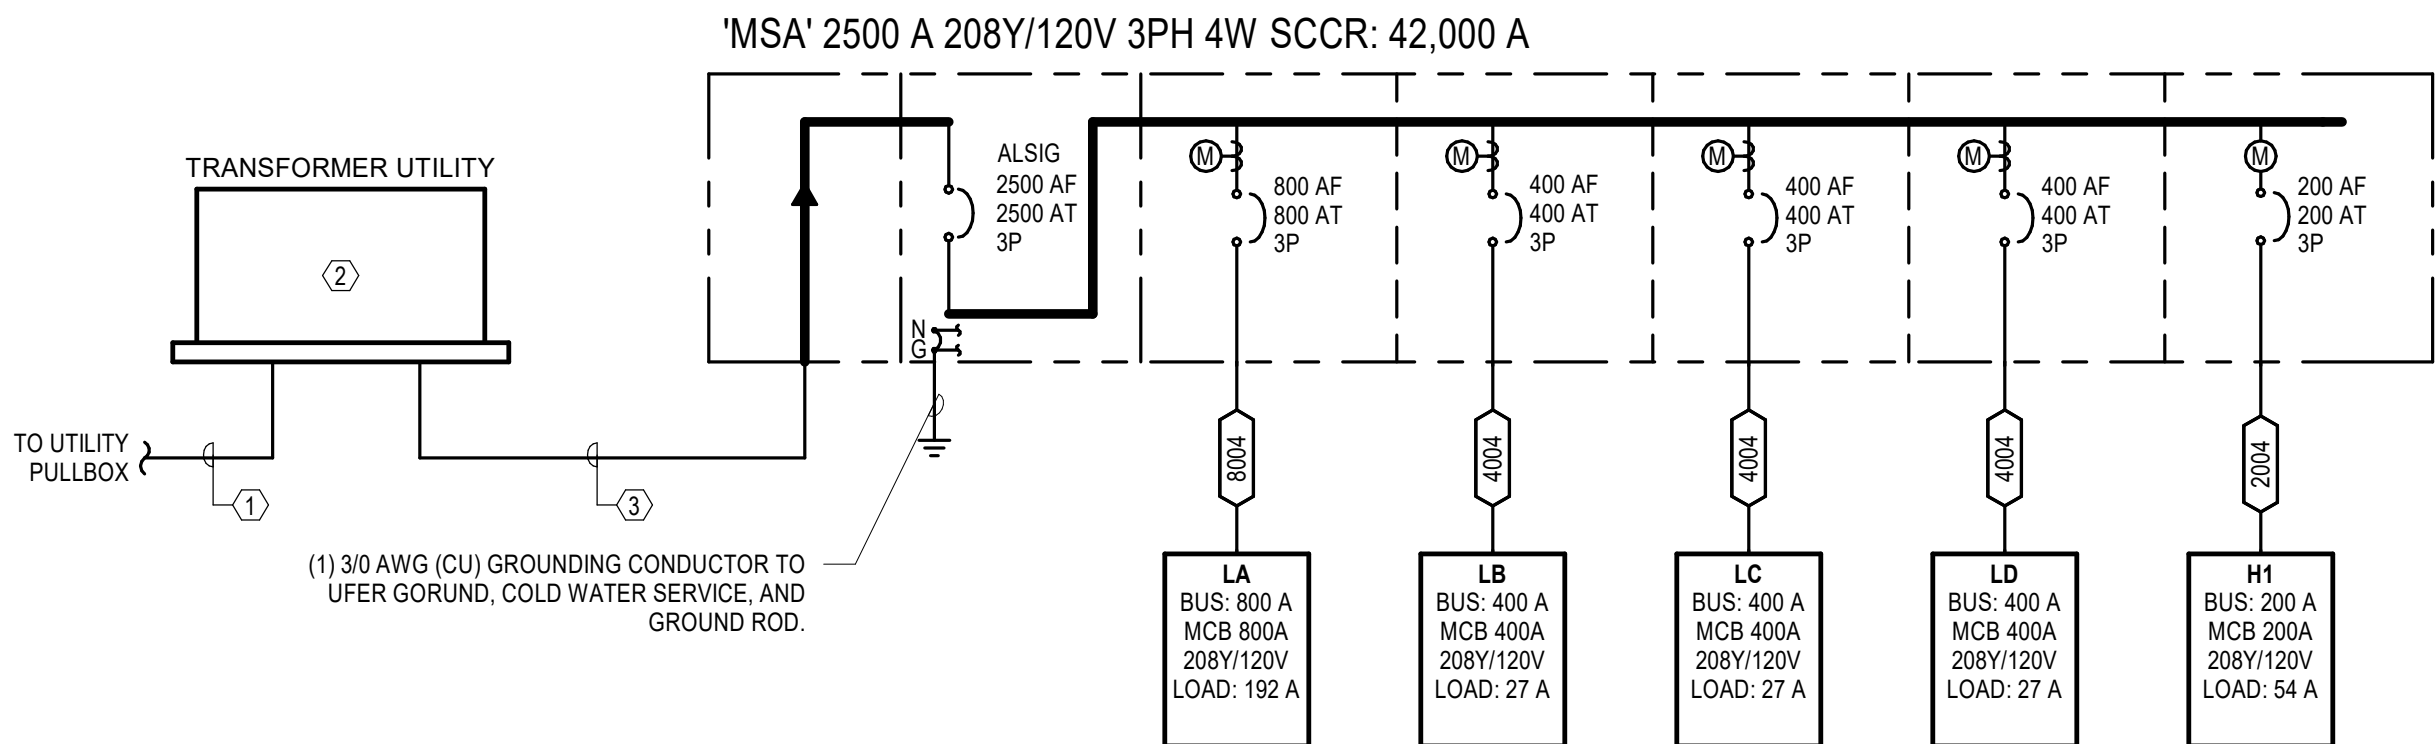 'MSA' 2500 A 208Y/120V 3PH 4W SCCR: 42,000 A
TRANSFORMER UTILITY
2
TO UTILITY
PULLBOX
1
3
ALSIG
2500 AF
2500 AT
3P
N
G
(1) 3/0 AWG (CU) GROUNDING CONDUCTOR TO
UFER GORUND, COLD WATER SERVICE, AND
GROUND ROD.
M
800 AF
800 AT
3P
8004
LA
BUS: 800 A
MCB 800A
208Y/120V
LOAD: 192 A
M
400 AF
400 AT
3P
4004
LB
BUS: 400 A
MCB 400A
208Y/120V
LOAD: 27 A
M
400 AF
400 AT
3P
4004
LC
BUS: 400 A
MCB 400A
208Y/120V
LOAD: 27 A
M
400 AF
400 AT
3P
4004
LD
BUS: 400 A
MCB 400A
208Y/120V
LOAD: 27 A
M
200 AF
200 AT
3P
2004
H1
BUS: 200 A
MCB 200A
208Y/120V
LOAD: 54 A